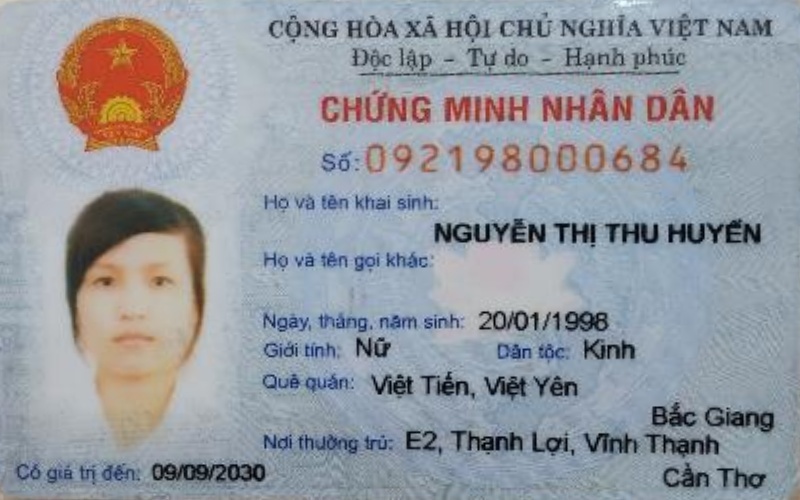 CỘNG HÒA XÃ HỘI CHỦ NGHĨA VIỆT NAM
Độc lập - Tự do - Hạnh phúc
CHỨNG MINH NHÂN DÂN
Số: 092198000684
Họ và tên khai sinh:
NGUYỄN THỊ THU HUYỀN
Họ và tên gọi khác:
Ngày, tháng, năm sinh: 20/01/1998
Giới tính: Nữ Dân tộc: Kinh
Quê quán: Việt Tiến, Việt Yên
Bắc Giang
Nơi thường trú: E2, Thạnh Lợi, Vĩnh Thạnh
Cần Thơ
Có giá trị đến: 09/09/2030